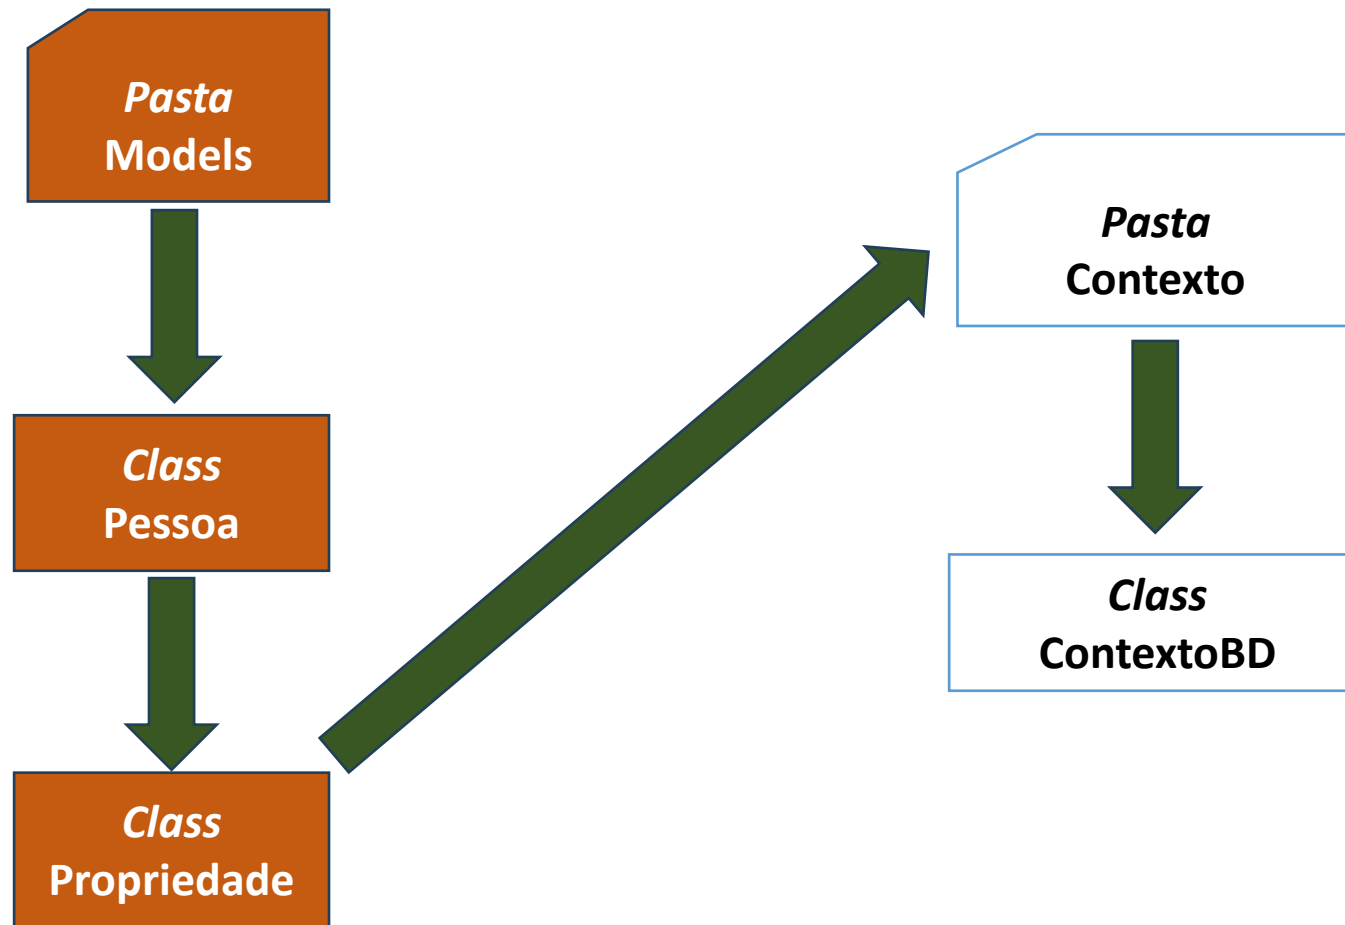 Pasta
Models
Class
Pessoa
Class
Propriedade
Pasta
Contexto
Class
ContextoBD